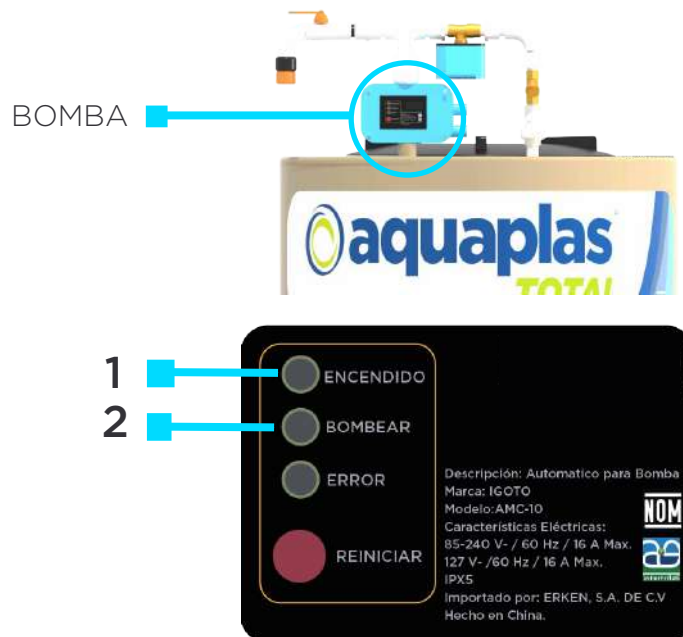 BOMBA
aquaplas
TOTAL
1
ENCENDIDO
2
BOMBEAR
ERROR
REINICIAR
Descripción: Automatico para Bomba
Marca: IGOTO
Modelo:AMC-10
Características Eléctricas:
85-240 V- / 60 Hz / 16 A Max.
127 V- /60 Hz / 16 A Max.
IPX5
Importado por: ERKEN, S.A. DE C.V
Hecho en China.
NOM